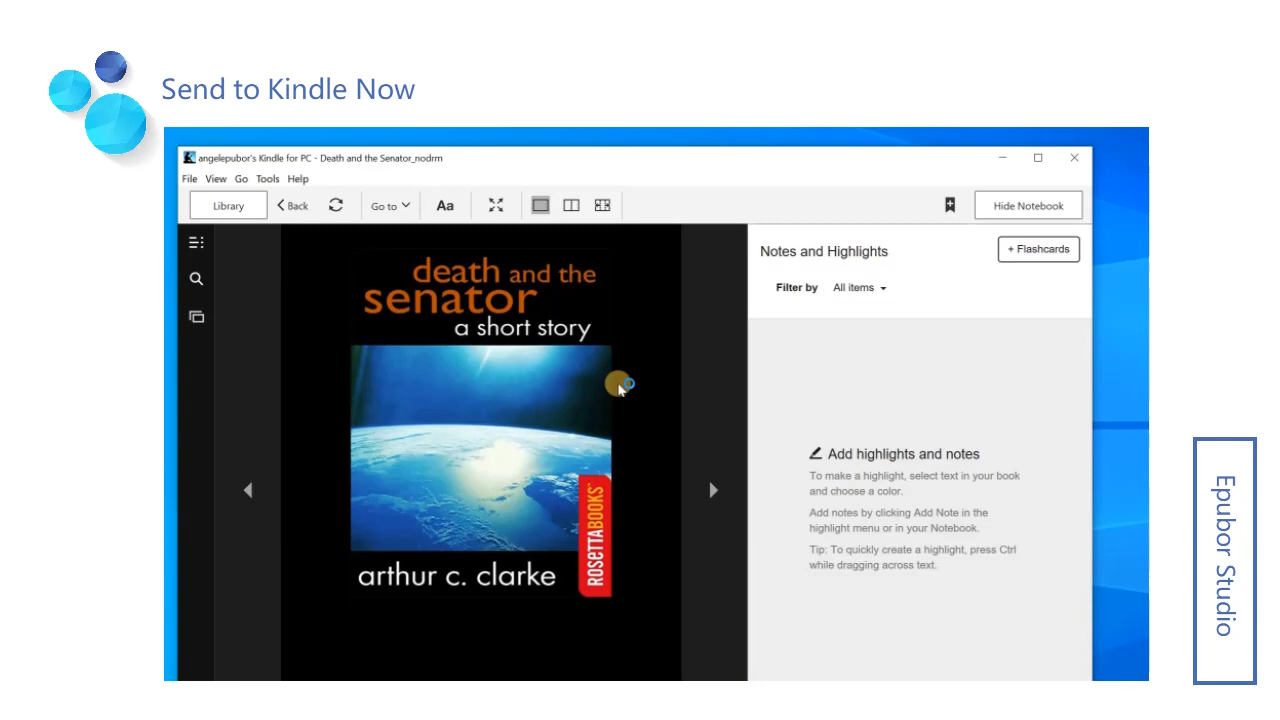 Send to Kindle Now
angelepubor's Kindle for PC - Death and the Senator_nodrm
File View Go Tools Help
Library
Back
Go to
Aa
Hide Notebook
death and the
senator
a short story
ROSETTABOOKS
arthur c. clarke
Notes and Highlights
+ Flashcards
Filter by All items
Add highlights and notes
To make a highlight, select text in your book
and choose a color.
Add notes by clicking Add Note in the
highlight menu or in your Notebook.
Tip: To quickly create a highlight, press Ctrl
while dragging across text.
Epubor Studio